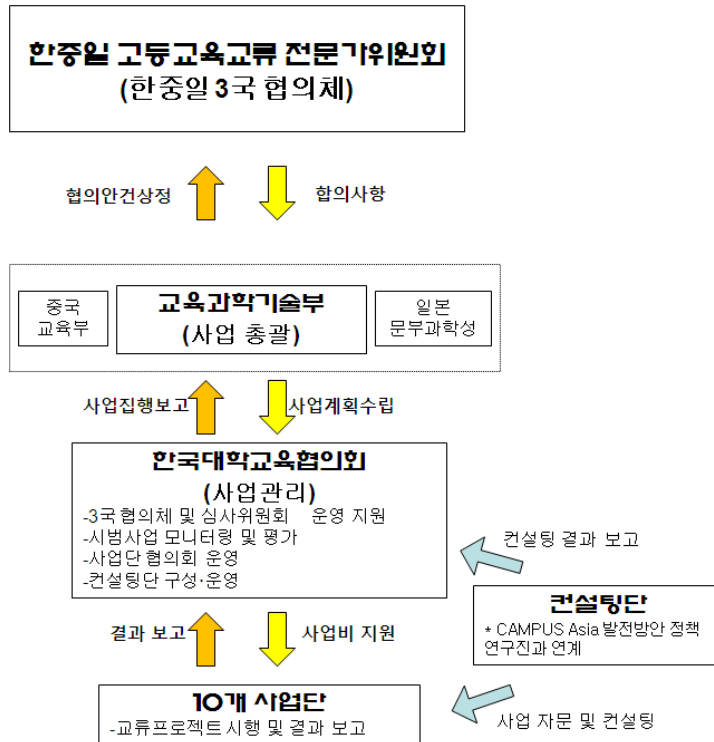 한중일 고등교육교류 전문가위원회
(한중일 3국 협의체)
협의안건상정
합의사항
중국
교육부
교육과학기술부
(사업 총괄)
일본
문부과학성
사업집행보고
사업계획수립
한국대학교육협의회
(사업관리)
-3국 협의체 및 심사위원회 운영 지원
-시범사업 모니터링 및 평가
-사업단 협의회 운영
-컨설팅단 구성·운영
컨설팅 결과 보고
컨설팅단
* CAMPUS Asia 발전방안 정책
연구진과 연계
결과 보고
사업비 지원
10개 사업단
-교류프로젝트 시행 및 결과 보고
사업 자문 및 컨설팅